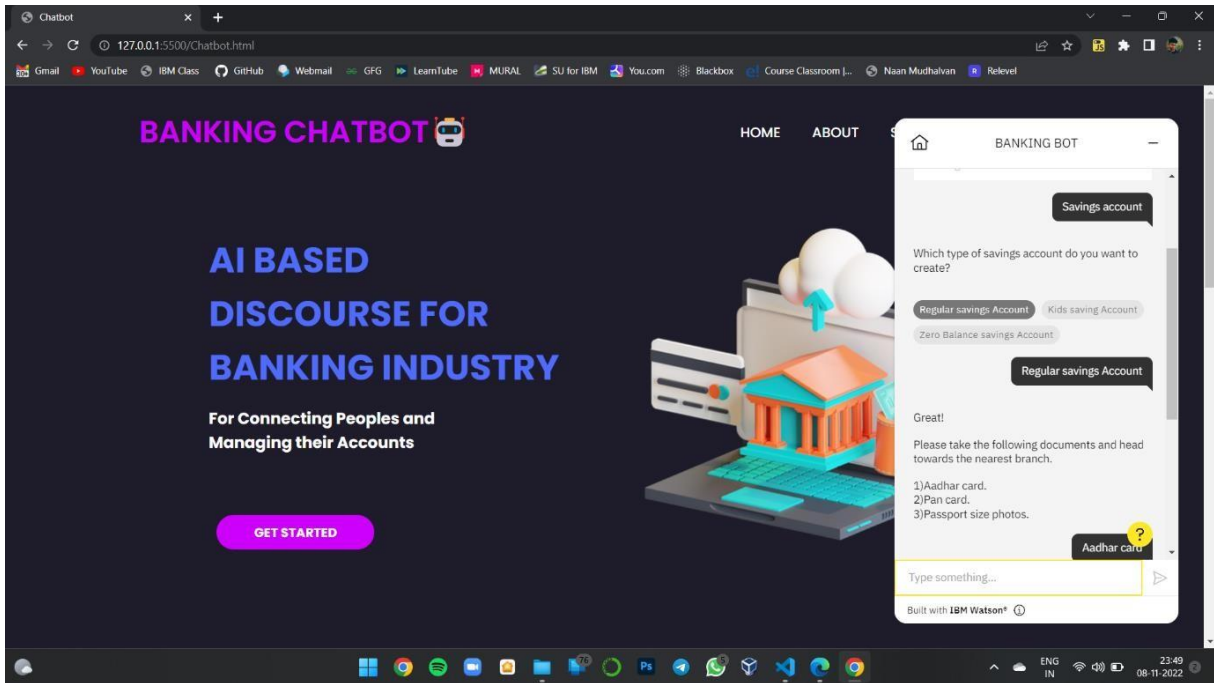 Chatbot
127.0.0.1:5500/Chatbot.html
Gmail YouTube IBM Class GitHub Webmail GFG LearnTube MURAL SU for IBM You.com Blackbox Course Classroom |... Naan Mudhalvan Relevel
BANKING CHATBOT
HOME ABOUT S
AI BASED
DISCOURSE FOR
BANKING INDUSTRY
For Connecting Peoples and
Managing their Accounts
GET STARTED
BANKING BOT
Savings account
Which type of savings account do you want to
create?
Regular savings Account Kids saving Account
Zero Balance savings Account
Regular savings Account
Great!
Please take the following documents and head
towards the nearest branch.
1)Aadhar card.
2)Pan card.
3)Passport size photos.
?
Aadhar card
Type something...
Built with IBM Watson®
ENG 23:49
IN 08-11-2022